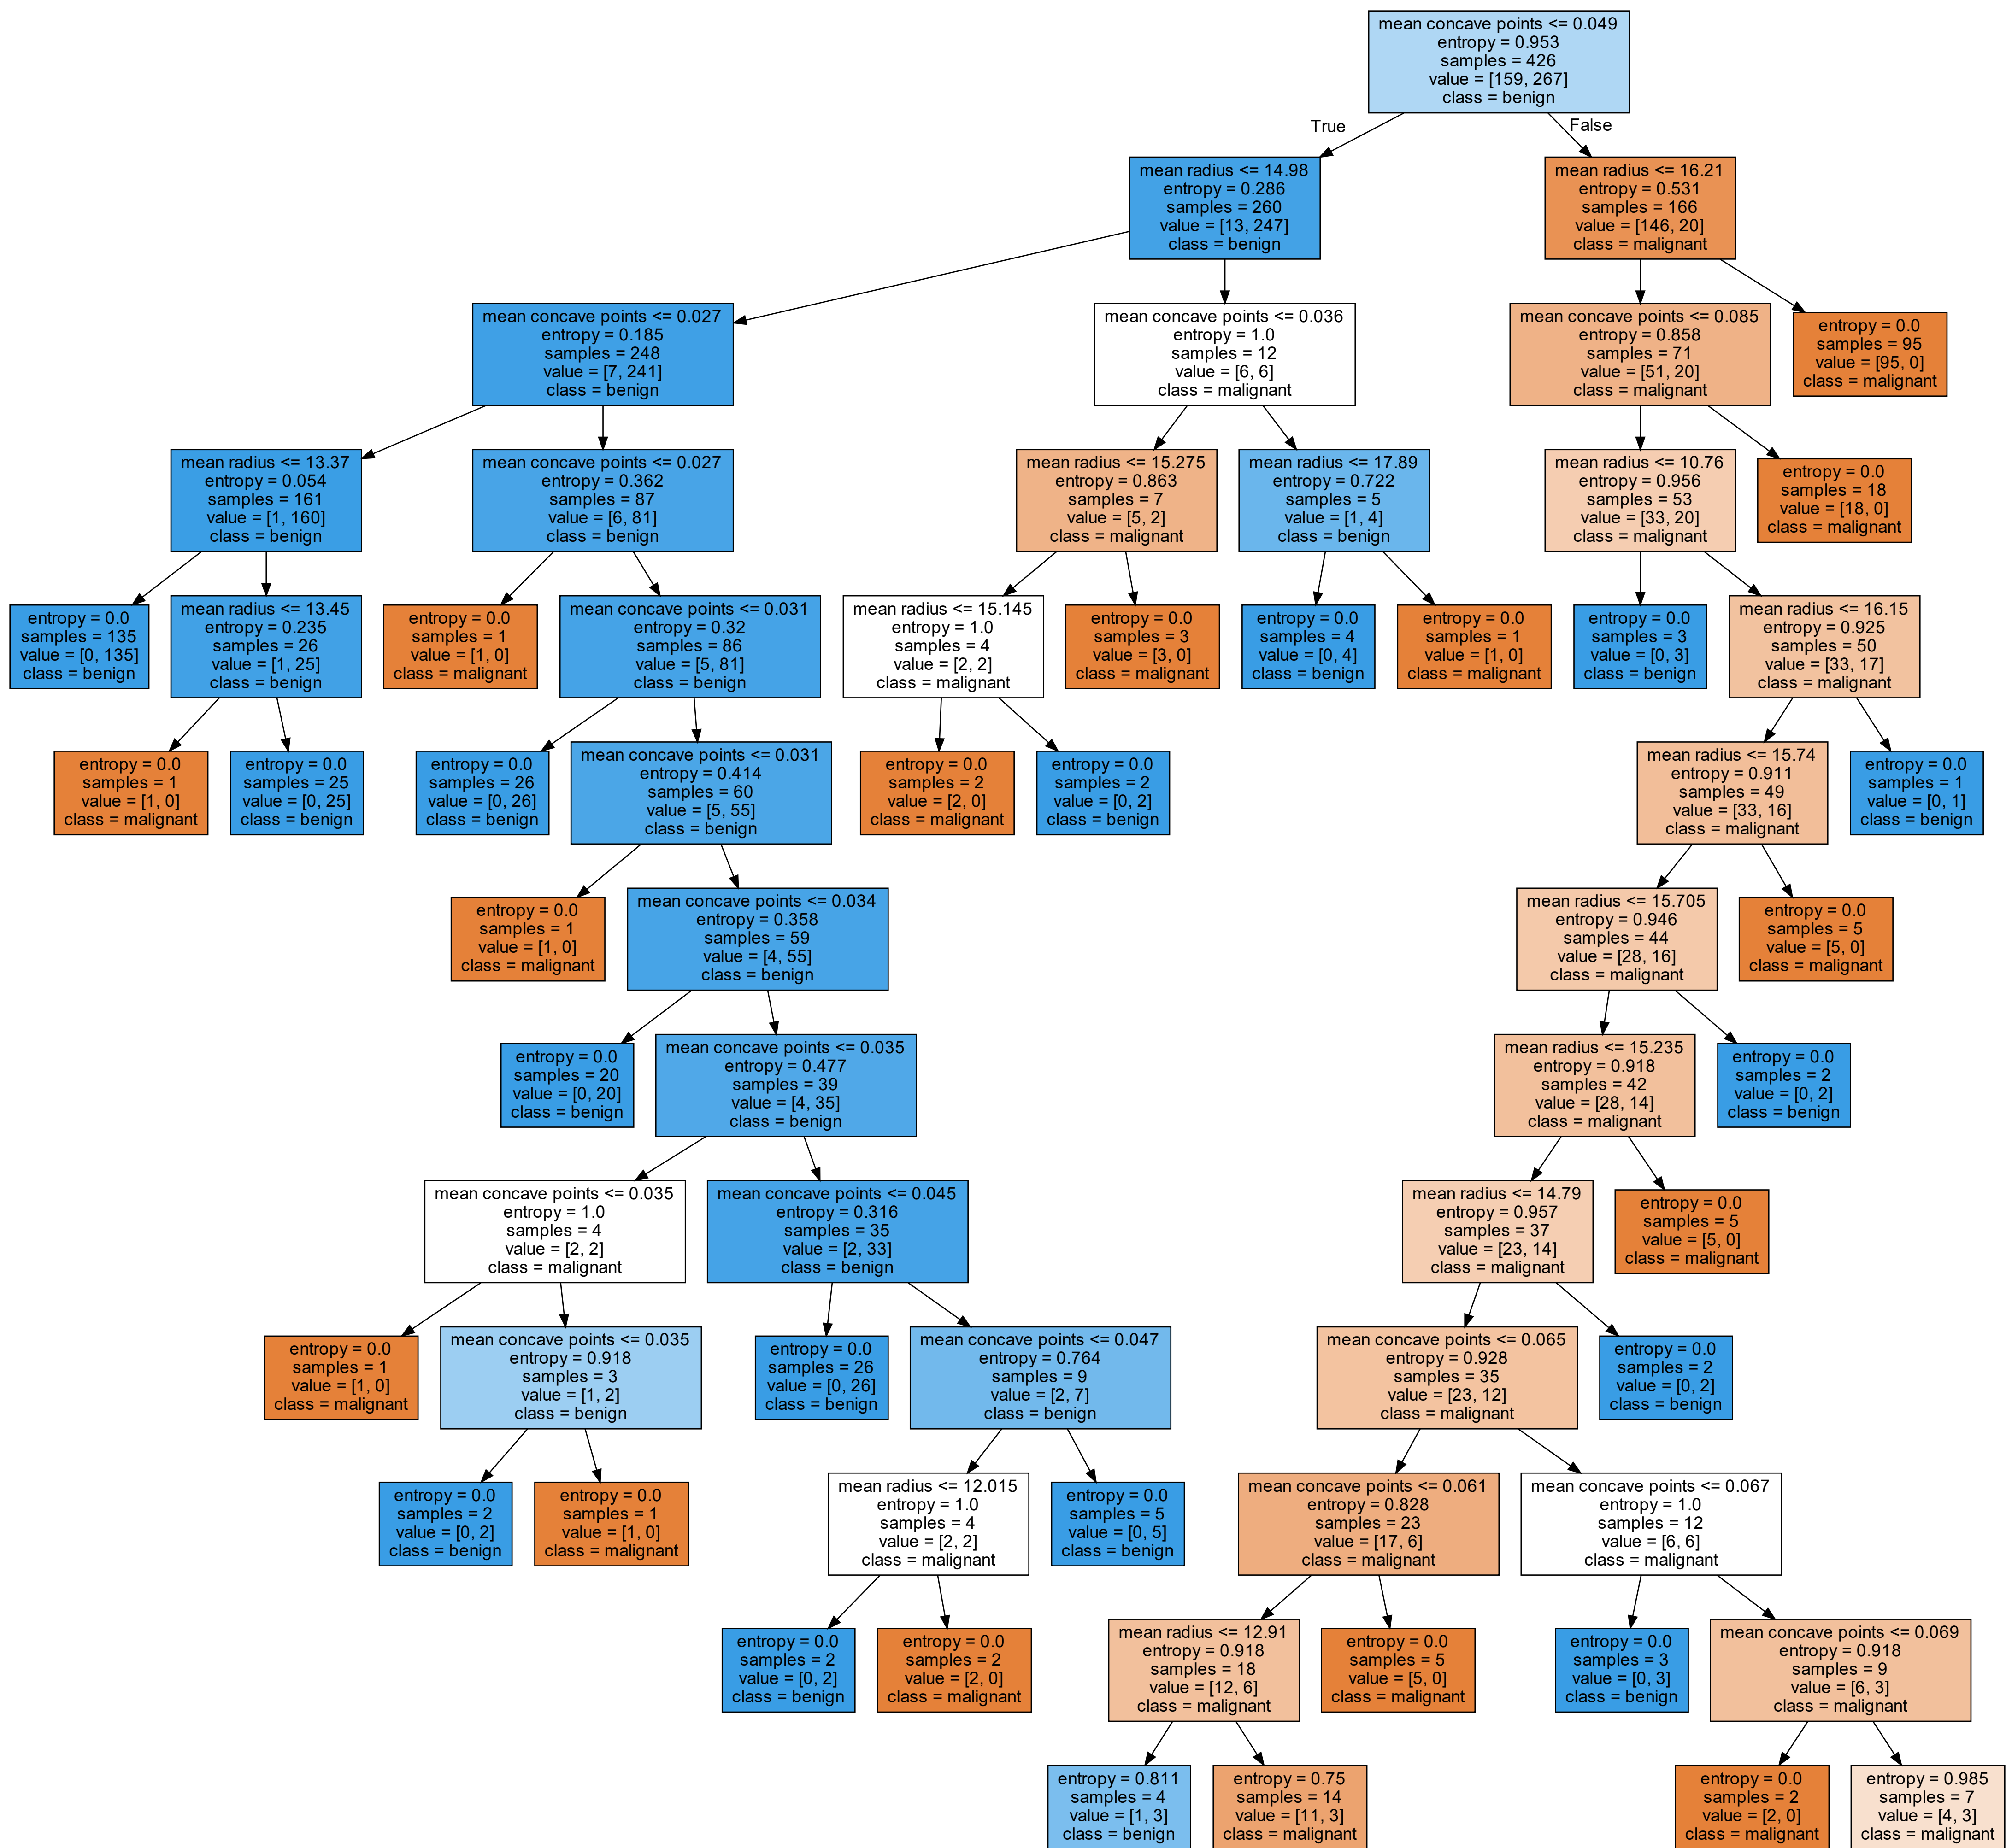 mean concave points <= 0.049
entropy = 0.953
samples = 426
value = [159, 267]
class = benign
True
False
mean radius <= 14.98
entropy = 0.286
samples = 260
value = [13, 247]
class = benign
mean radius <= 16.21
entropy = 0.531
samples = 166
value = [146, 20]
class = malignant
mean concave points <= 0.027
entropy = 0.185
samples = 248
value = [7, 241]
class = benign
mean concave points <= 0.036
entropy = 1.0
samples = 12
value = [6, 6]
class = malignant
mean concave points <= 0.085
entropy = 0.858
samples = 71
value = [51, 20]
class = malignant
entropy = 0.0
samples = 95
value = [95, 0]
class = malignant
mean radius <= 13.37
entropy = 0.054
samples = 161
value = [1, 160]
class = benign
mean concave points <= 0.027
entropy = 0.362
samples = 87
value = [6, 81]
class = benign
mean radius <= 15.275
entropy = 0.863
samples = 7
value = [5, 2]
class = malignant
mean radius <= 17.89
entropy = 0.722
samples = 5
value = [1, 4]
class = benign
mean radius <= 10.76
entropy = 0.956
samples = 53
value = [33, 20]
class = malignant
entropy = 0.0
samples = 18
value = [18, 0]
class = malignant
entropy = 0.0
samples = 135
value = [0, 135]
class = benign
mean radius <= 13.45
entropy = 0.235
samples = 26
value = [1, 25]
class = benign
entropy = 0.0
samples = 1
value = [1, 0]
class = malignant
mean concave points <= 0.031
entropy = 0.32
samples = 86
value = [5, 81]
class = benign
mean radius <= 15.145
entropy = 1.0
samples = 4
value = [2, 2]
class = malignant
entropy = 0.0
samples = 3
value = [3, 0]
class = malignant
entropy = 0.0
samples = 4
value = [0, 4]
class = benign
entropy = 0.0
samples = 1
value = [1, 0]
class = malignant
entropy = 0.0
samples = 3
value = [0, 3]
class = benign
mean radius <= 16.15
entropy = 0.925
samples = 50
value = [33, 17]
class = malignant
entropy = 0.0
samples = 1
value = [1, 0]
class = malignant
entropy = 0.0
samples = 25
value = [0, 25]
class = benign
entropy = 0.0
samples = 26
value = [0, 26]
class = benign
mean concave points <= 0.031
entropy = 0.414
samples = 60
value = [5, 55]
class = benign
entropy = 0.0
samples = 2
value = [2, 0]
class = malignant
entropy = 0.0
samples = 2
value = [0, 2]
class = benign
mean radius <= 15.74
entropy = 0.911
samples = 49
value = [33, 16]
class = malignant
entropy = 0.0
samples = 1
value = [0, 1]
class = benign
entropy = 0.0
samples = 1
value = [1, 0]
class = malignant
mean concave points <= 0.034
entropy = 0.358
samples = 59
value = [4, 55]
class = benign
mean radius <= 15.705
entropy = 0.946
samples = 44
value = [28, 16]
class = malignant
entropy = 0.0
samples = 5
value = [5, 0]
class = malignant
entropy = 0.0
samples = 20
value = [0, 20]
class = benign
mean concave points <= 0.035
entropy = 0.477
samples = 39
value = [4, 35]
class = benign
mean radius <= 15.235
entropy = 0.918
samples = 42
value = [28, 14]
class = malignant
entropy = 0.0
samples = 2
value = [0, 2]
class = benign
mean concave points <= 0.035
entropy = 1.0
samples = 4
value = [2, 2]
class = malignant
mean concave points <= 0.045
entropy = 0.316
samples = 35
value = [2, 33]
class = benign
mean radius <= 14.79
entropy = 0.957
samples = 37
value = [23, 14]
class = malignant
entropy = 0.0
samples = 5
value = [5, 0]
class = malignant
entropy = 0.0
samples = 1
value = [1, 0]
class = malignant
mean concave points <= 0.035
entropy = 0.918
samples = 3
value = [1, 2]
class = benign
entropy = 0.0
samples = 26
value = [0, 26]
class = benign
mean concave points <= 0.047
entropy = 0.764
samples = 9
value = [2, 7]
class = benign
mean concave points <= 0.065
entropy = 0.928
samples = 35
value = [23, 12]
class = malignant
entropy = 0.0
samples = 2
value = [0, 2]
class = benign
entropy = 0.0
samples = 2
value = [0, 2]
class = benign
entropy = 0.0
samples = 1
value = [1, 0]
class = malignant
mean radius <= 12.015
entropy = 1.0
samples = 4
value = [2, 2]
class = malignant
entropy = 0.0
samples = 5
value = [0, 5]
class = benign
mean concave points <= 0.061
entropy = 0.828
samples = 23
value = [17, 6]
class = malignant
mean concave points <= 0.067
entropy = 1.0
samples = 12
value = [6, 6]
class = malignant
entropy = 0.0
samples = 2
value = [0, 2]
class = benign
entropy = 0.0
samples = 2
value = [2, 0]
class = malignant
mean radius <= 12.91
entropy = 0.918
samples = 18
value = [12, 6]
class = malignant
entropy = 0.0
samples = 5
value = [5, 0]
class = malignant
entropy = 0.0
samples = 3
value = [0, 3]
class = benign
mean concave points <= 0.069
entropy = 0.918
samples = 9
value = [6, 3]
class = malignant
entropy = 0.811
samples = 4
value = [1, 3]
class = benign
entropy = 0.75
samples = 14
value = [11, 3]
class = malignant
entropy = 0.0
samples = 2
value = [2, 0]
class = malignant
entropy = 0.985
samples = 7
value = [4, 3]
class = malignant